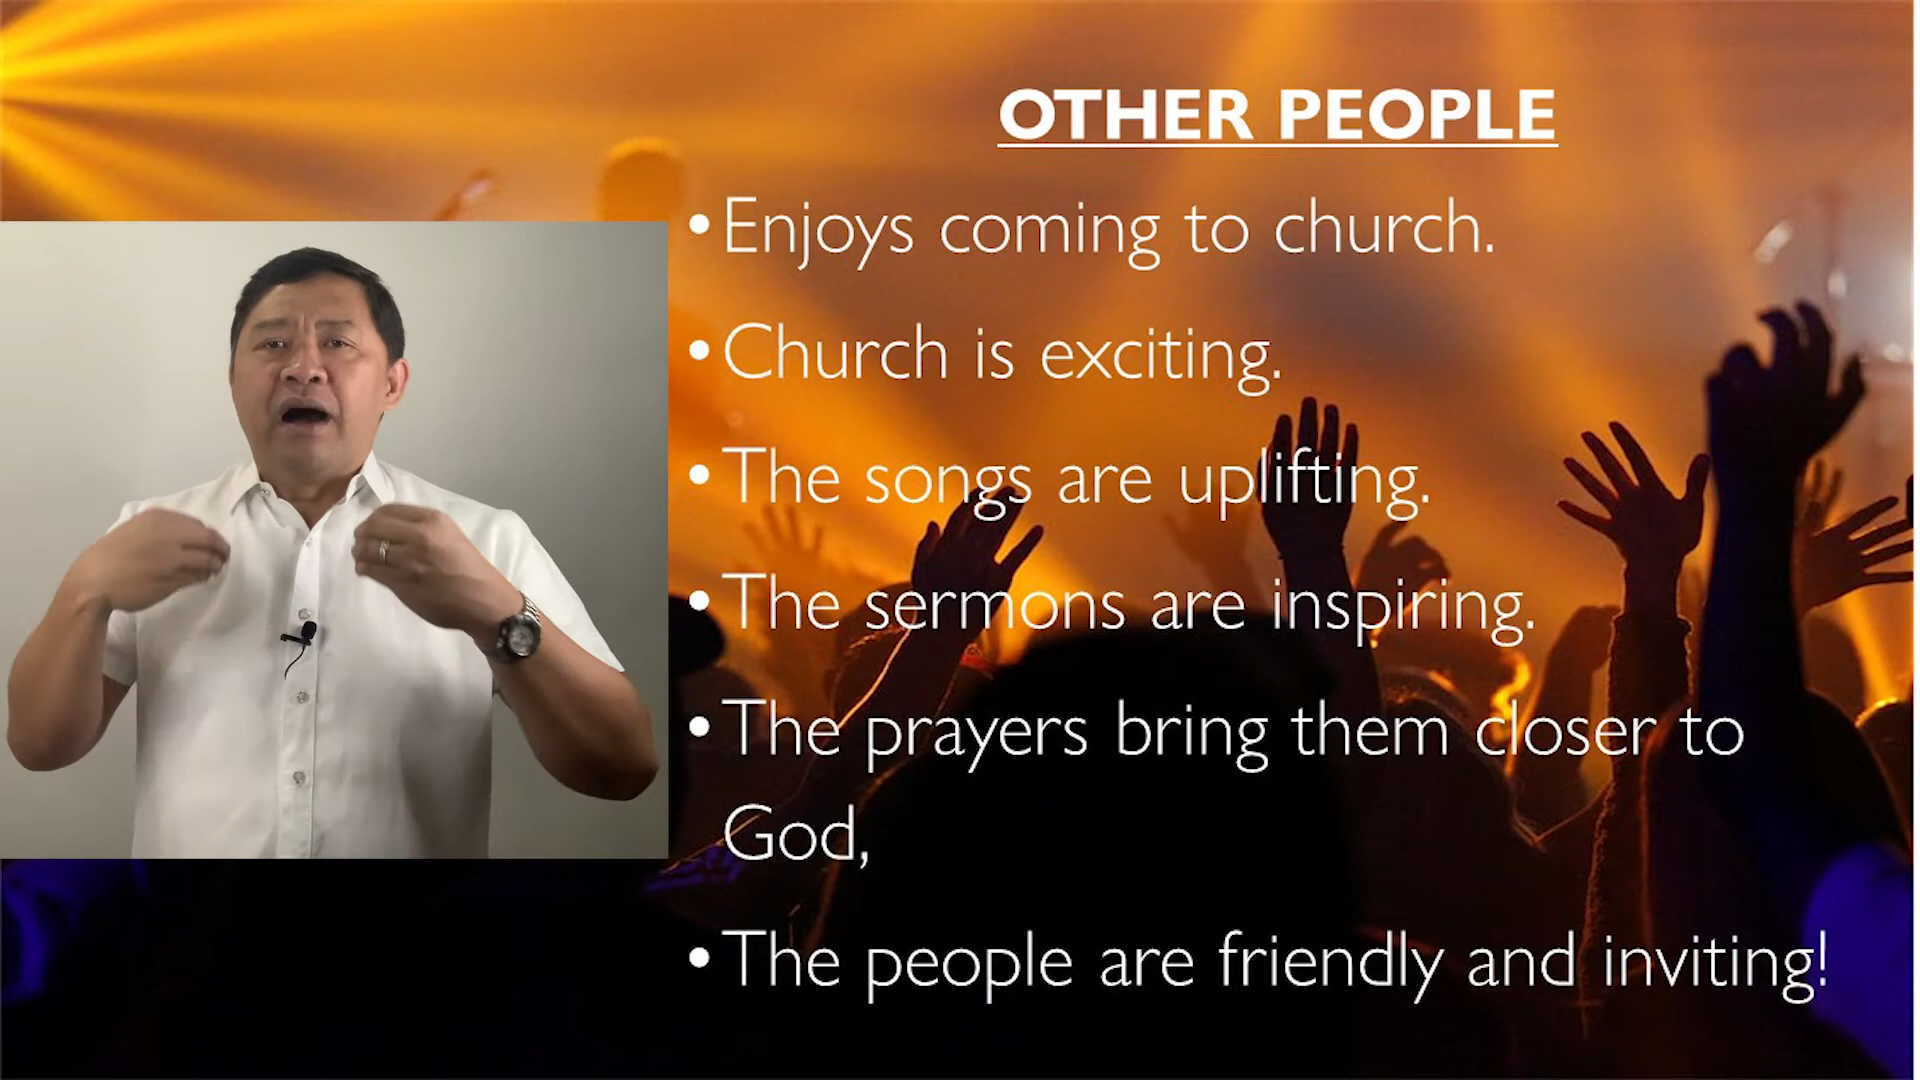 OTHER PEOPLE
•Enjoys coming to church.
•Church is exciting.
•The songs are uplifting.
•The sermons are inspiring.
•The prayers bring them closer to
God,
•The people are friendly and inviting!